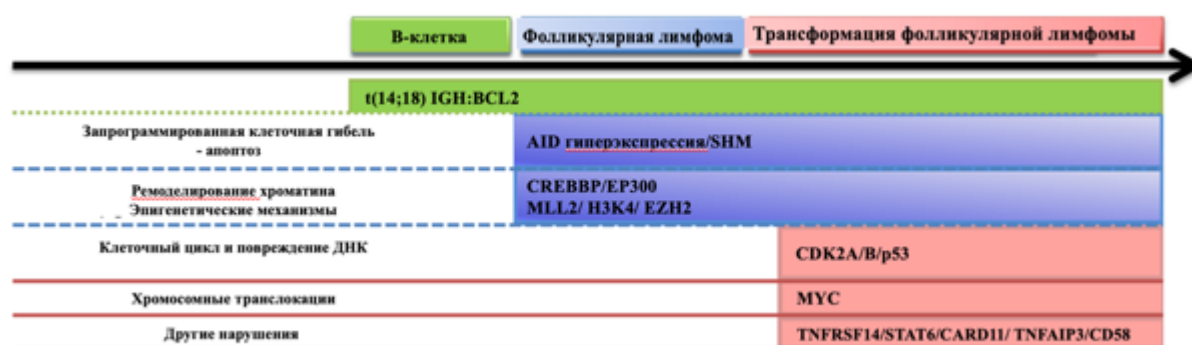 В-клетка
Фолликулярная лимфома
Трансформация фолликулярной лимфомы
t(14;18) IGH:BCL2
Запрограммированная клеточная гибель
- апоптоз
AID гиперэкспрессия/SHM
Ремоделирование хроматина
Эпигенетические механизмы
CREBBP/EP300
MLL2/ H3K4/ EZH2
Клеточный цикл и повреждение ДНК
CDK2A/B/p53
Хромосомные транслокации
MYC
Другие нарушения
TNFRSF14/STAT6/CARD11/ TNFAIP3/CD58